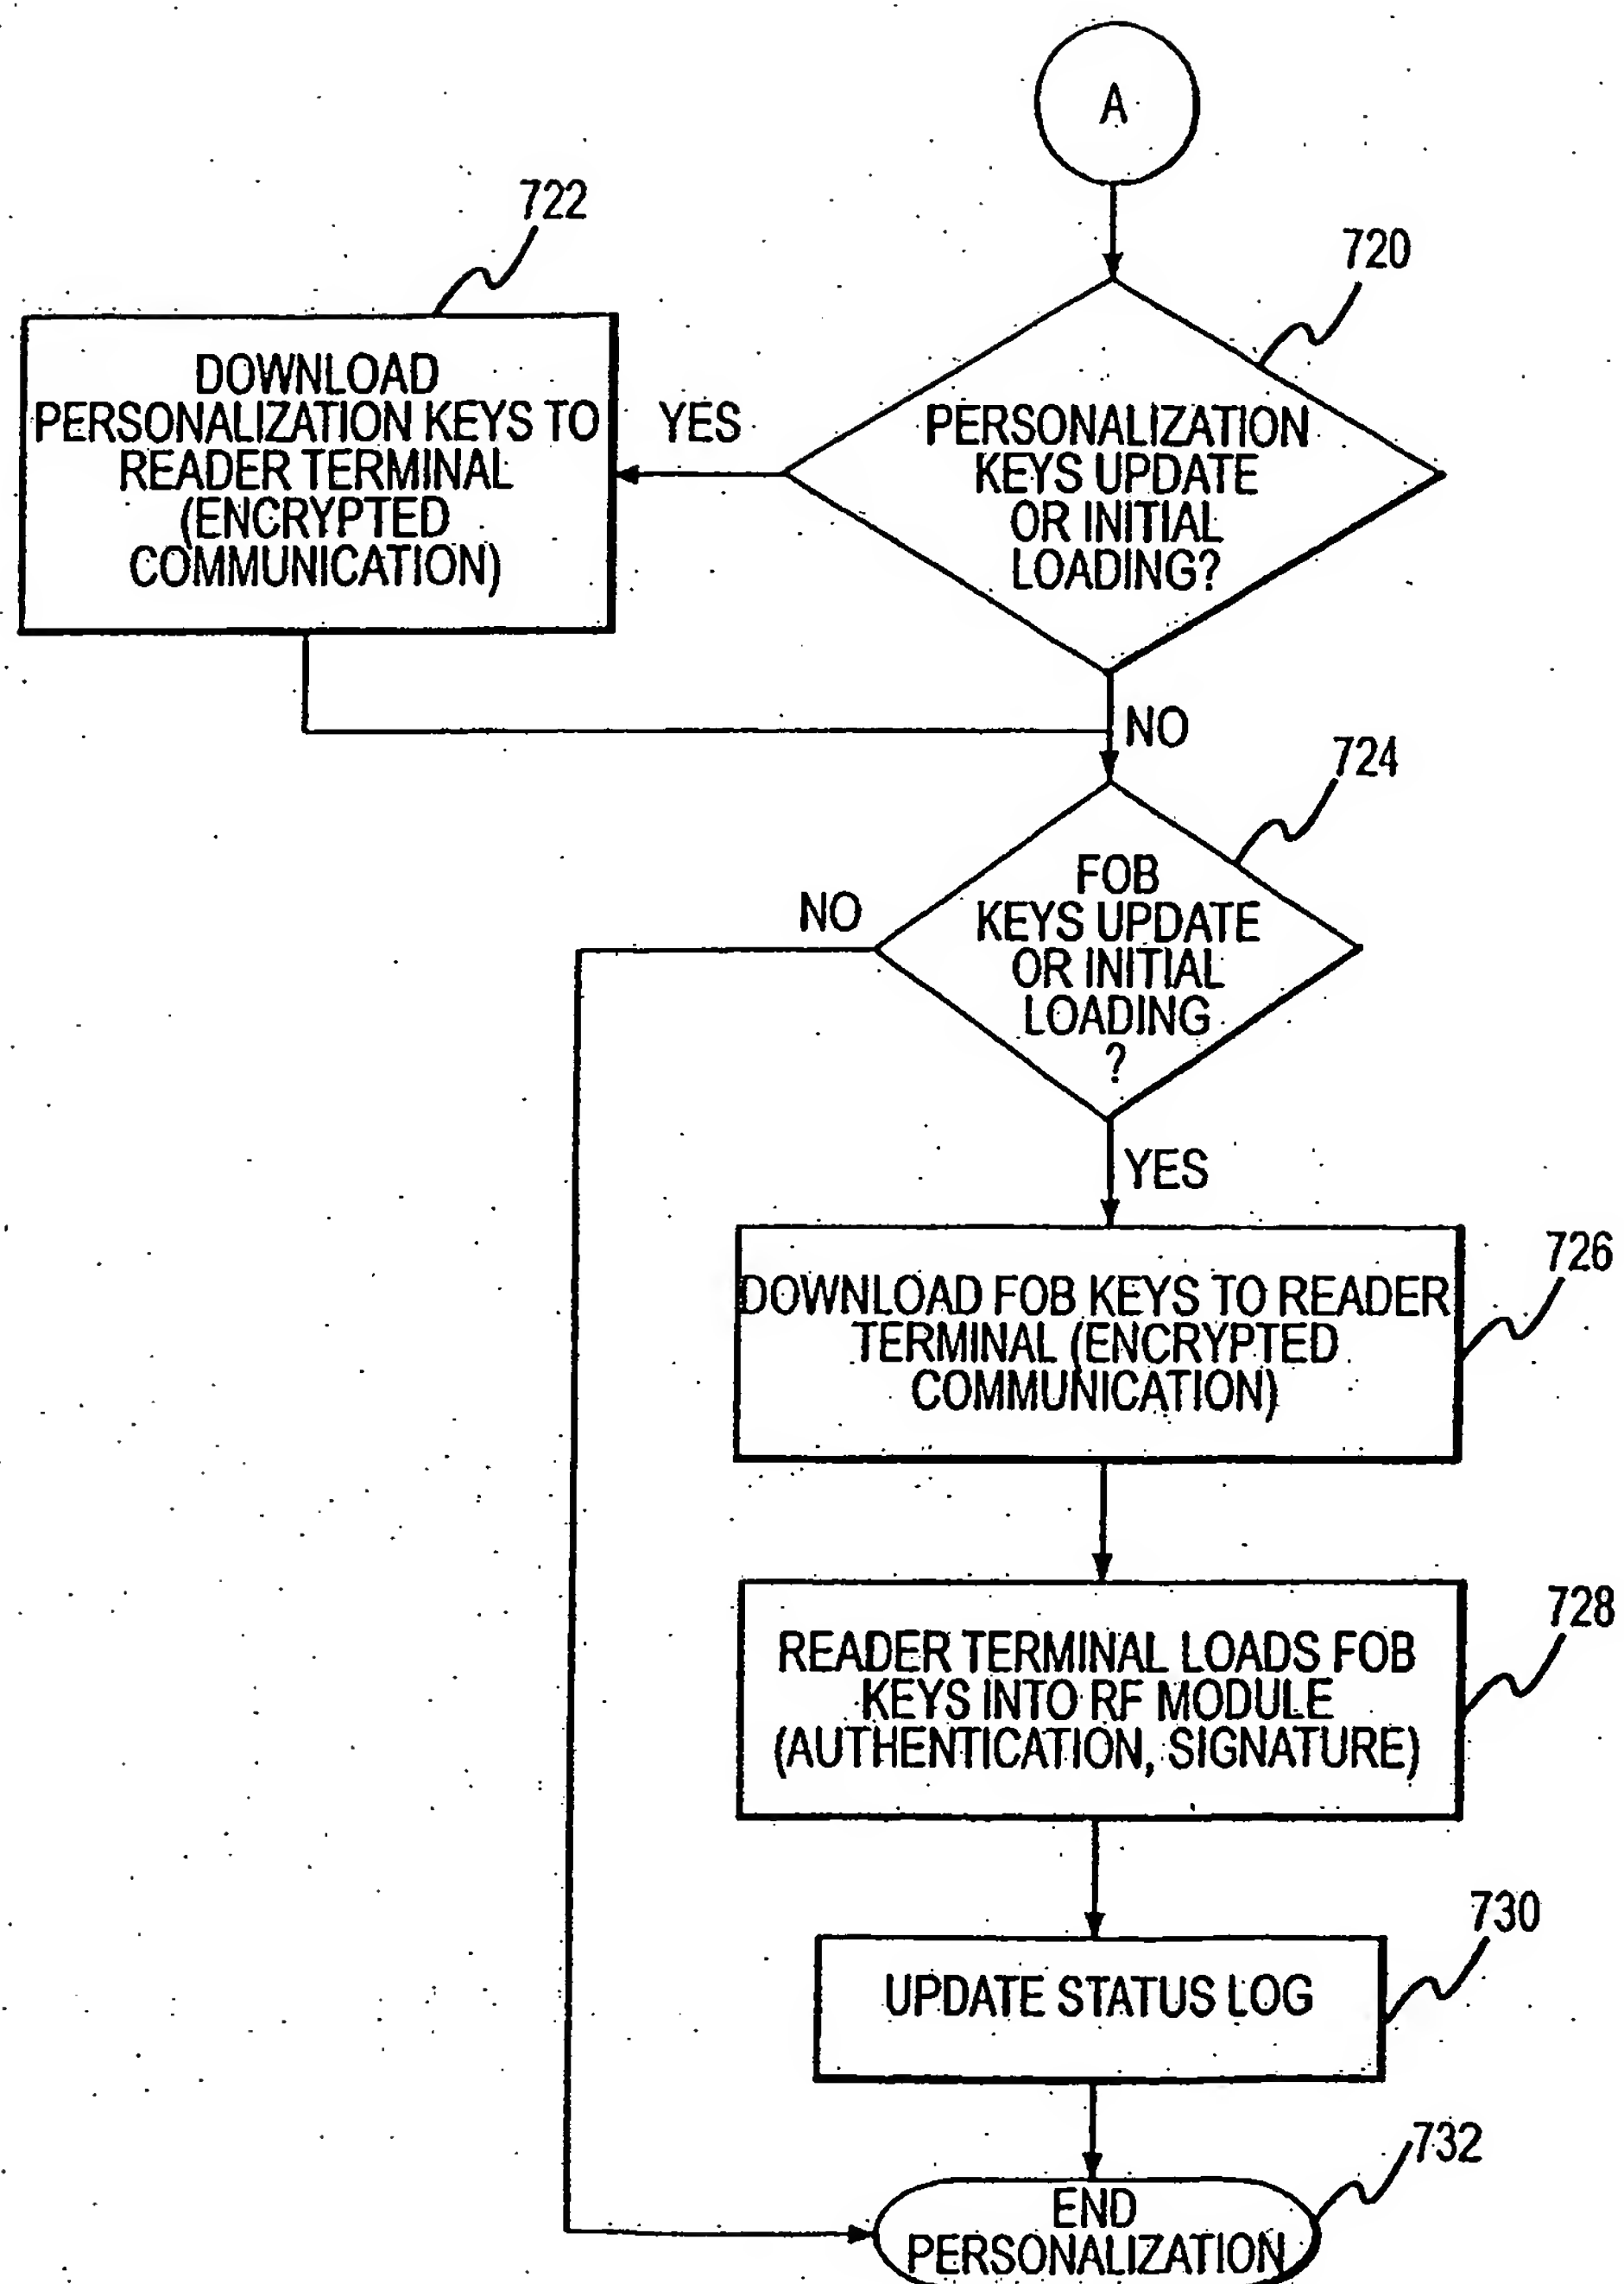 A
722
720
DOWNLOAD
PERSONALIZATION KEYS TO
READER TERMINAL
(ENCRYPTED
COMMUNICATION)
YES
PERSONALIZATION
KEYS UPDATE
OR INITIAL
LOADING?
NO
724
NO
FOB
KEYS UPDATE
OR INITIAL
LOADING
?
YES
726
DOWNLOAD FOB KEYS TO READER
TERMINAL (ENCRYPTED
COMMUNICATION)
728
READER TERMINAL LOADS FOB
KEYS INTO RF MODULE
(AUTHENTICATION, SIGNATURE)
730
UPDATE STATUS LOG
732
END
PERSONALIZATION